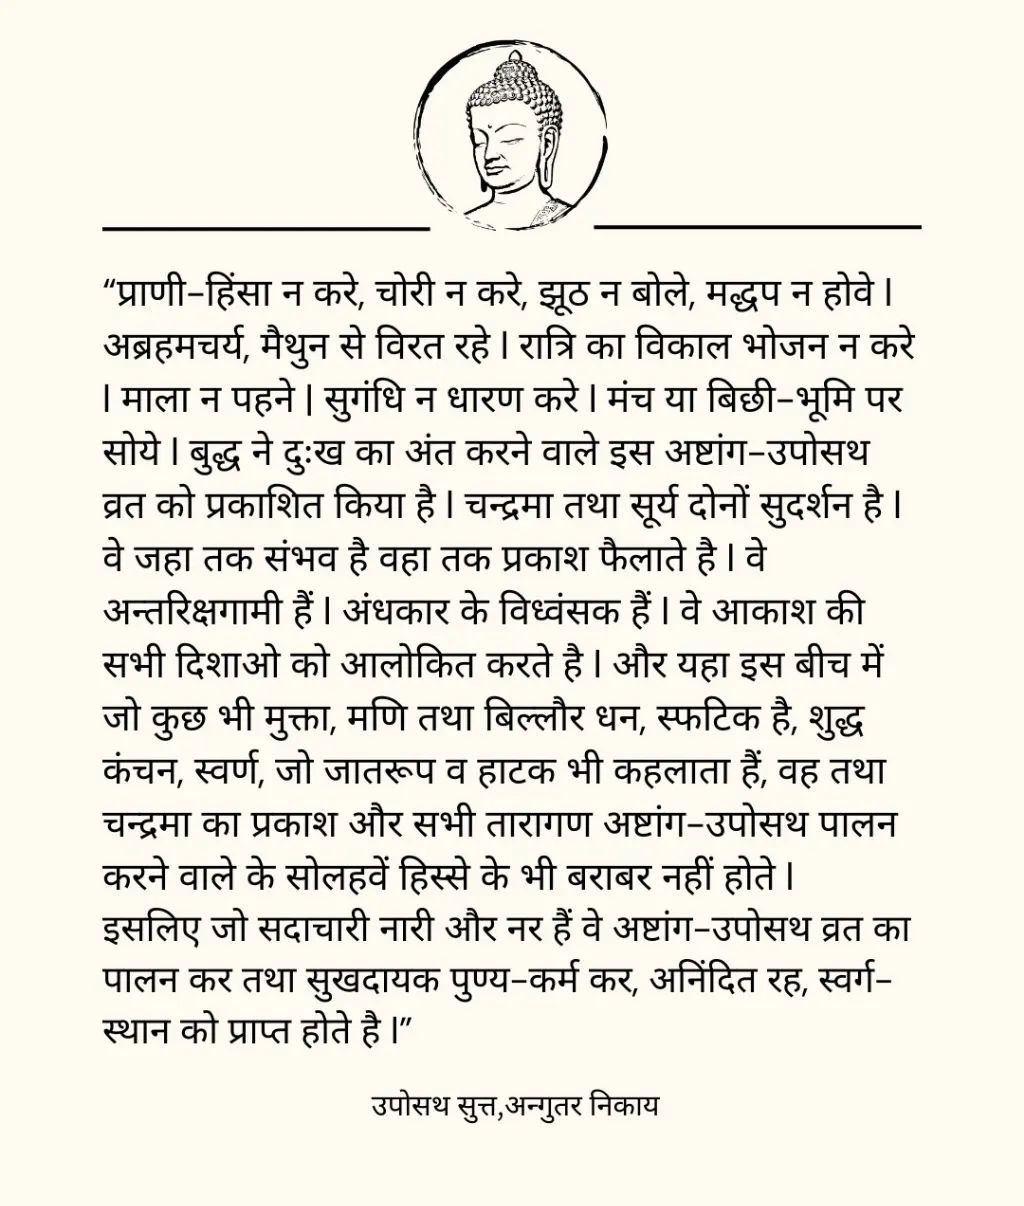 “प्राणी-हिंसा न करे, चोरी न करे, झूठ न बोले, मद्धप न होवे।
अब्रहमचर्य, मैथुन से विरत रहे। रात्रि का विकाल भोजन न करे
। माला न पहने | सुगंधि न धारण करे। मंच या बिछी-भूमि पर
सोये। बुद्ध ने दुःख का अंत करने वाले इस अष्टांग-उपोसथ
व्रत को प्रकाशित किया है। चन्द्रमा तथा सूर्य दोनों सुदर्शन है।
वे जहा तक संभव है वहा तक प्रकाश फैलाते है। वे
अन्तरिक्षगामी हैं। अंधकार के विध्वंसक हैं। वे आकाश की
सभी दिशाओ को आलोकित करते है। और यहा इस बीच में
जो कुछ भी मुक्ता, मणि तथा बिल्लौर धन, स्फटिक है, शुद्ध
कंचन, स्वर्ण, जो जातरूप व हाटक भी कहलाता हैं, वह तथा
चन्द्रमा का प्रकाश और सभी तारागण अष्टांग-उपोसथ पालन
करने वाले के सोलहवें हिस्से के भी बराबर नहीं होते।
इसलिए जो सदाचारी नारी और नर हैं वे अष्टांग-उपोसथ व्रत का
पालन कर तथा सुखदायक पुण्य-कर्म कर, अनिंदित रह, स्वर्ग-
स्थान को प्राप्त होते है।”
उपोसथ सुत्त,अन्गुतर निकाय